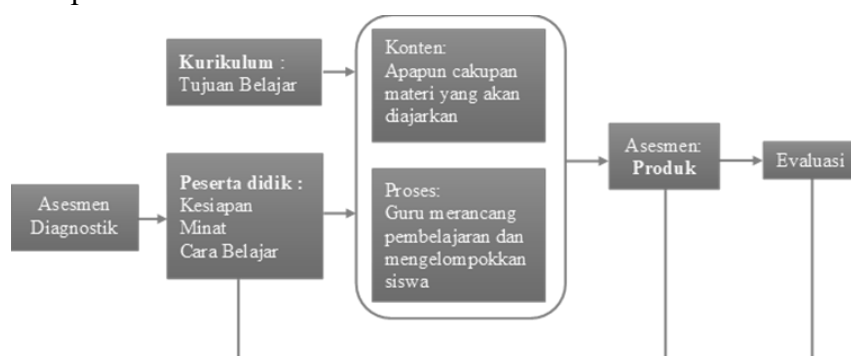 Kurikulum :
Tujuan Belajar
Konten:
Apapun cakupan
materi yang akan
diajarkan
Asesmen
Diagnostik
Peserta didik :
Kesiapan
Minat
Cara Belajar
Proses:
Guru merancang
pembelajaran dan
mengelompokkan
siswa
Asesmen:
Produk
Evaluasi